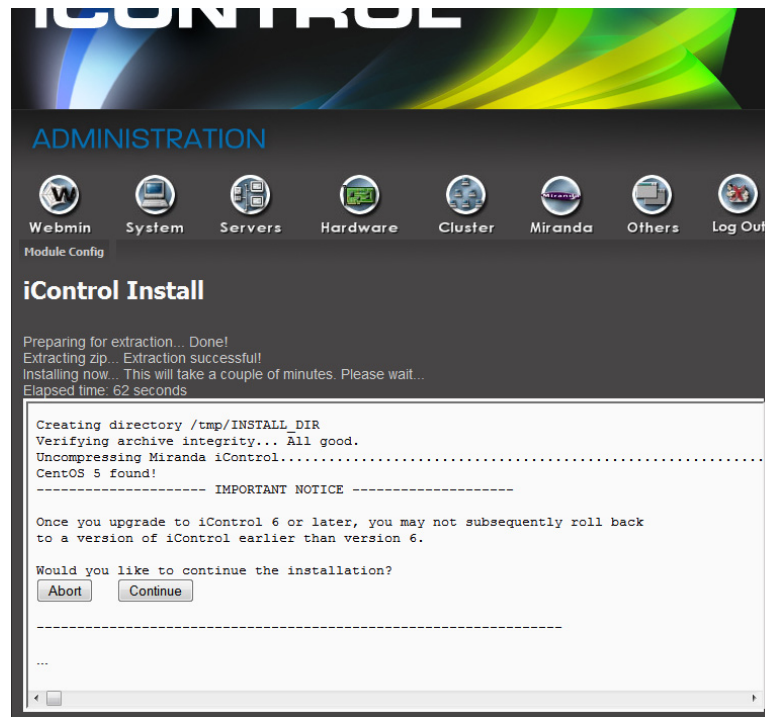 iCONTROL
ADMINISTRATION
Webmin System Servers Hardware Cluster Miranda Others Log Out
Module Config
iControl Install
Preparing for extraction... Done!
Extracting zip... Extraction successful!
Installing now... This will take a couple of minutes. Please wait...
Elapsed time: 62 seconds
Creating directory /tmp/INSTALL_DIR
Verifying archive integrity... All good.
Uncompressing Miranda iControl............................................................
CentOS 5 found!
--------------------- IMPORTANT NOTICE --------------------
Once you upgrade to iControl 6 or later, you may not subsequently roll back
to a version of iControl earlier than version 6.
Would you like to continue the installation?
Abort Continue
-----------------------------------------------------------------
...